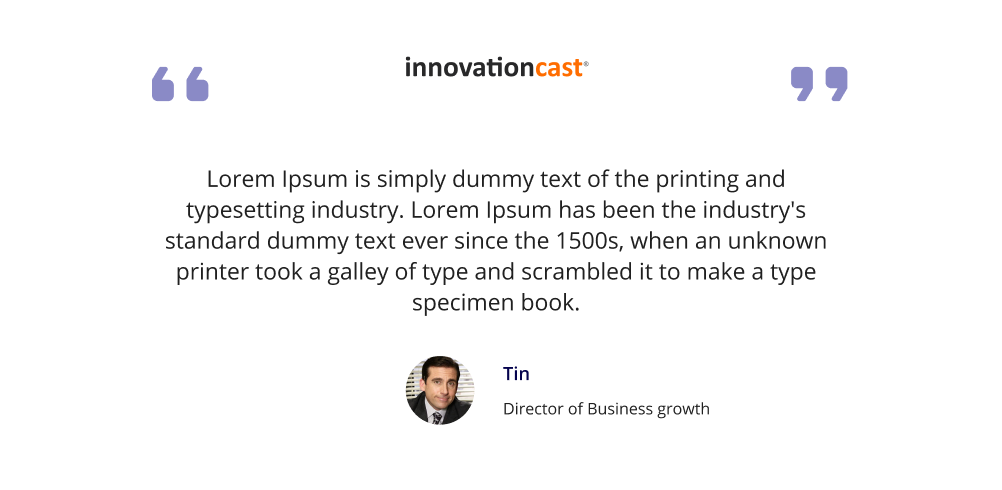 “ innovationcast® ”
Lorem Ipsum is simply dummy text of the printing and
typesetting industry. Lorem Ipsum has been the industry's
standard dummy text ever since the 1500s, when an unknown
printer took a galley of type and scrambled it to make a type
specimen book.
Tin
Director of Business growth